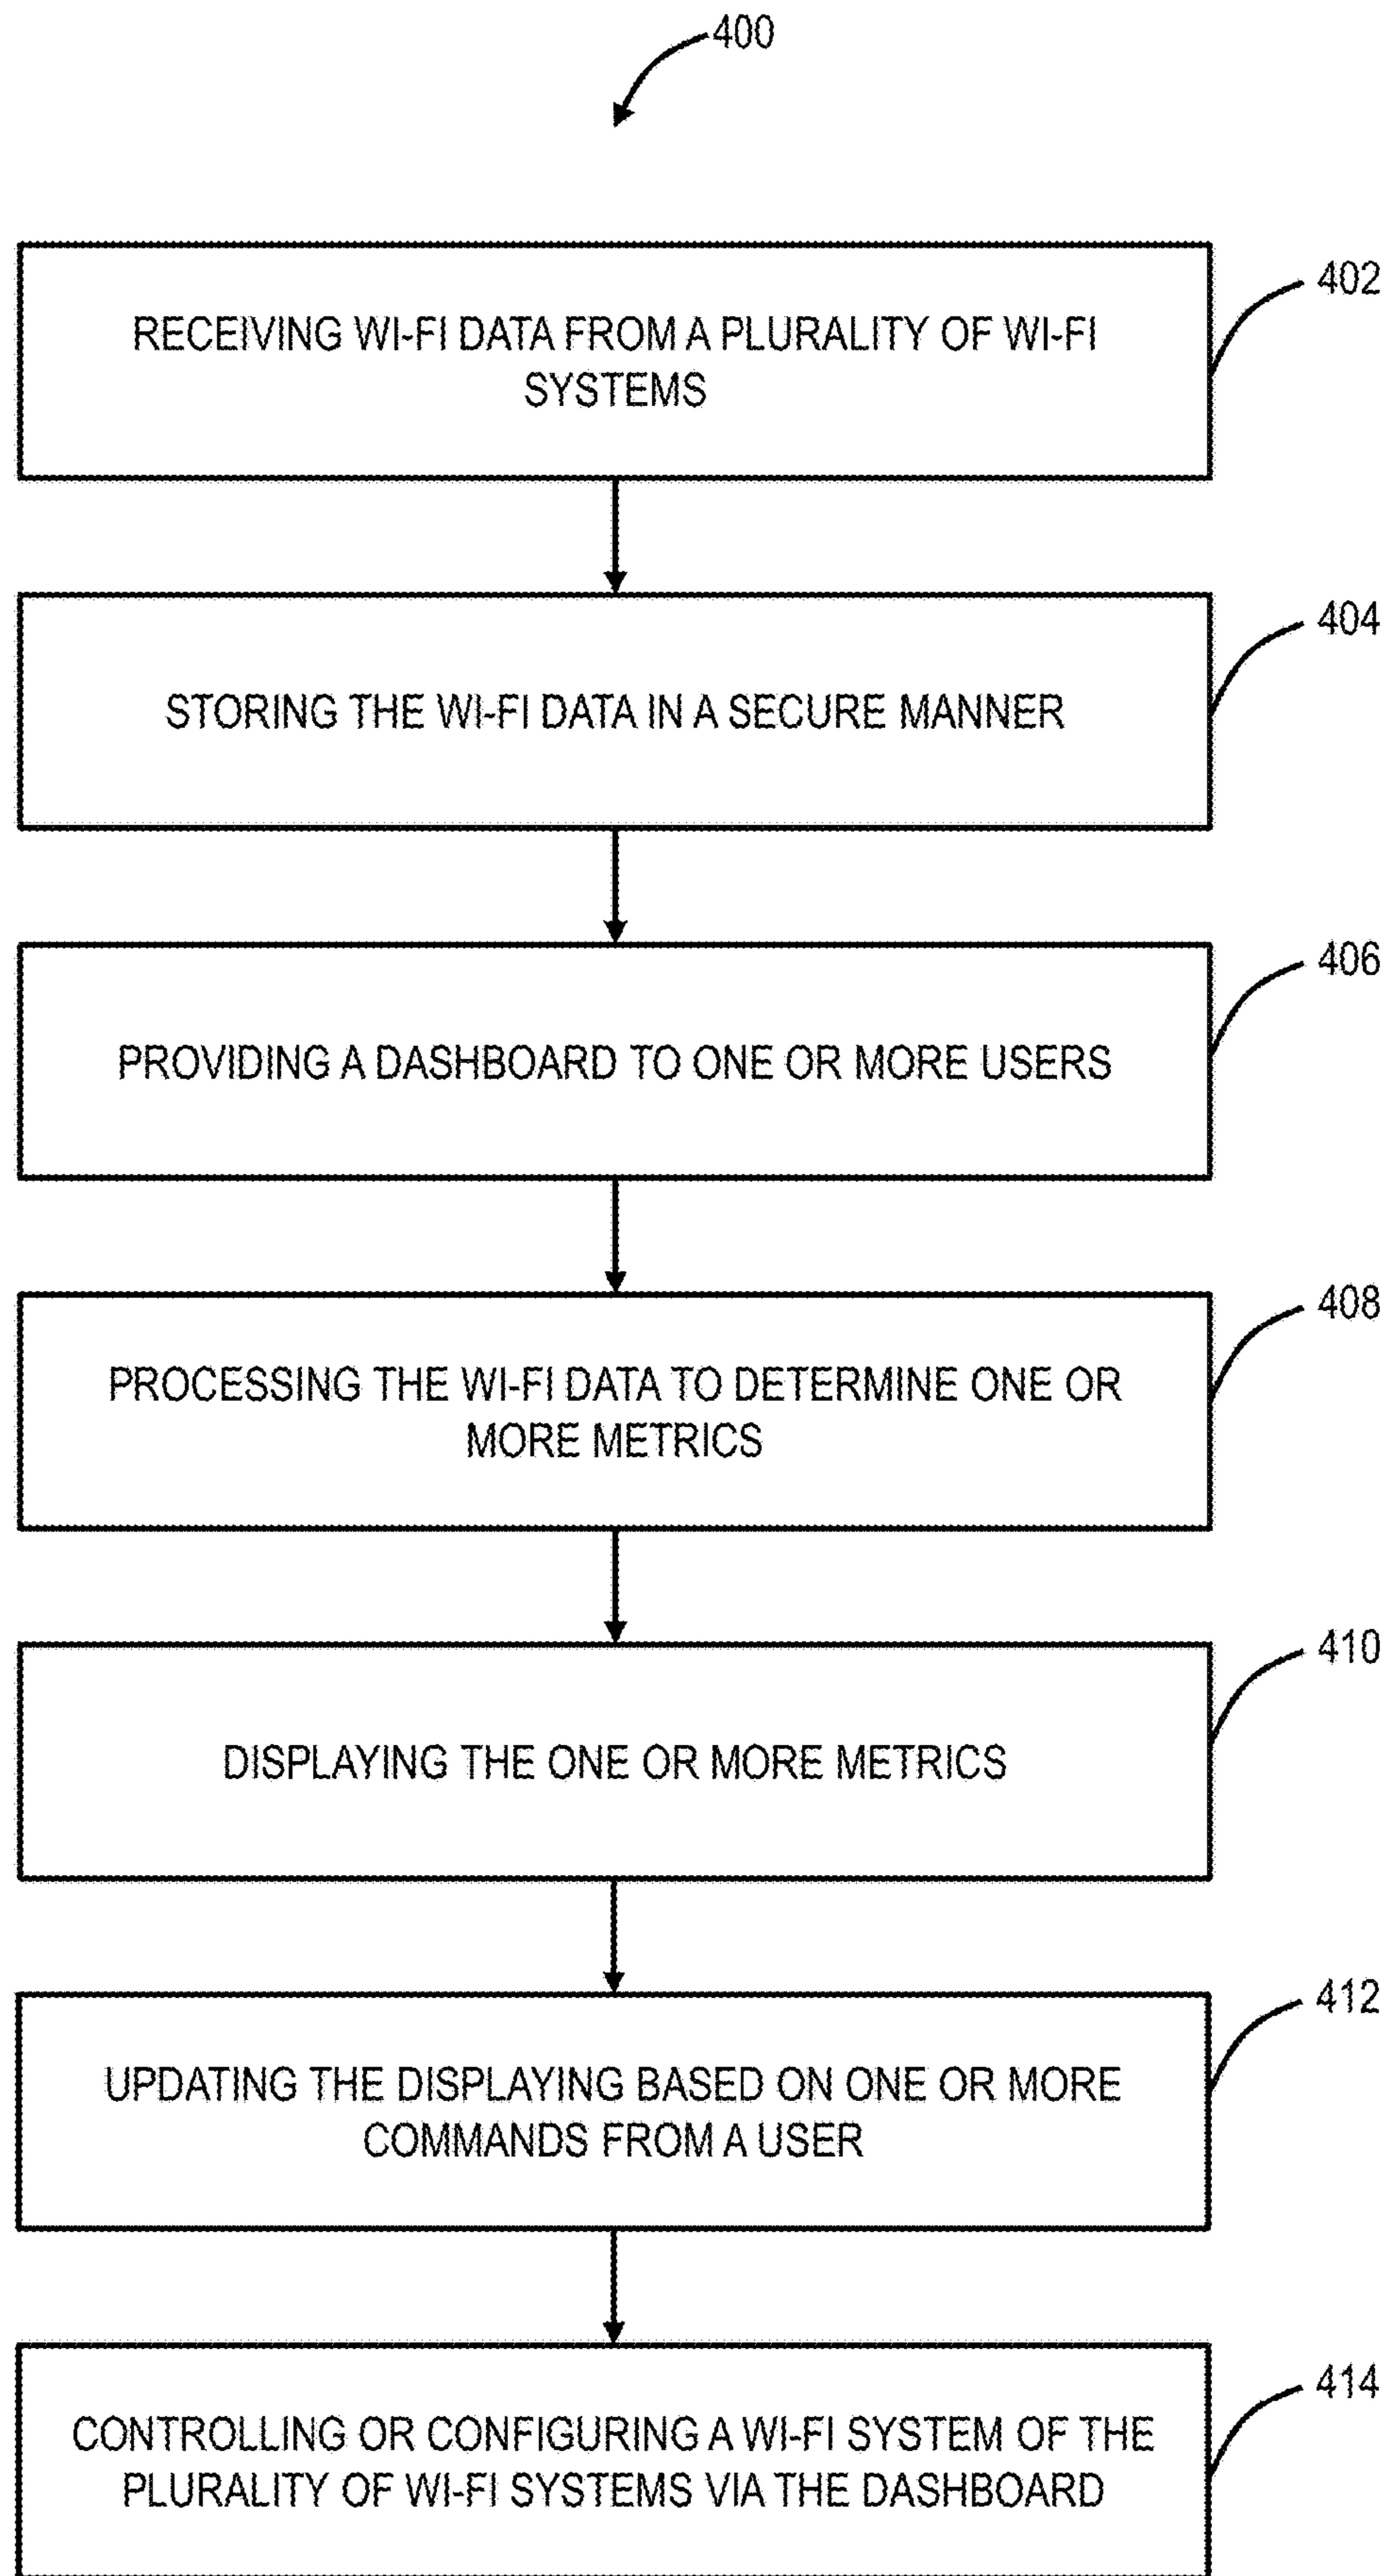 400
RECEIVING WI-FI DATA FROM A PLURALITY OF WI-FI
SYSTEMS
402
STORING THE WI-FI DATA IN A SECURE MANNER
404
PROVIDING A DASHBOARD TO ONE OR MORE USERS
406
PROCESSING THE WI-FI DATA TO DETERMINE ONE OR
MORE METRICS
408
DISPLAYING THE ONE OR MORE METRICS
410
UPDATING THE DISPLAYING BASED ON ONE OR MORE
COMMANDS FROM A USER
412
CONTROLLING OR CONFIGURING A WI-FI SYSTEM OF THE
PLURALITY OF WI-FI SYSTEMS VIA THE DASHBOARD
414